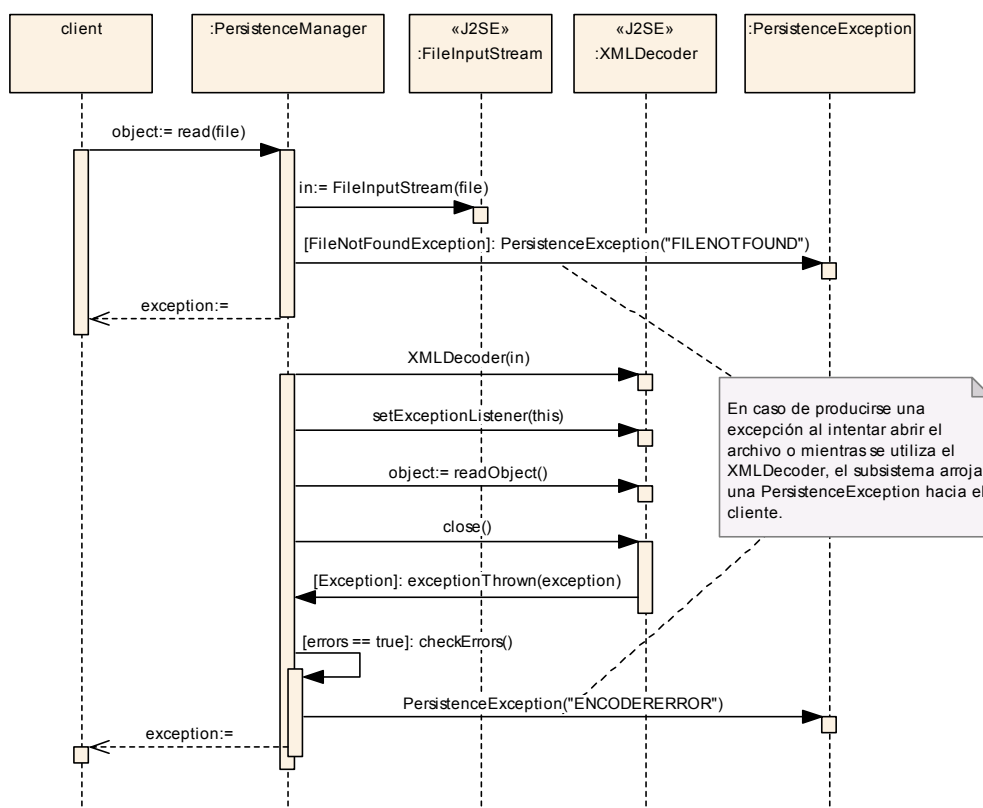 client
:PersistenceManager
«J2SE»
:FileInputStream
«J2SE»
:XMLDecoder
:PersistenceException
object:= read(file)
in:= FileInputStream(file)
[FileNotFoundException]: PersistenceException("FILENOTFOUND")
exception:=
XMLDecoder(in)
setExceptionListener(this)
object:= readObject()
close()
[Exception]: exceptionThrown(exception)
[errors == true]: checkErrors()
PersistenceException("ENCODERERROR")
exception:=
En caso de producirse una
excepción al intentar abrir el
archivo o mientras se utiliza el
XMLDecoder, el subsistema arroja
una PersistenceException hacia el
cliente.